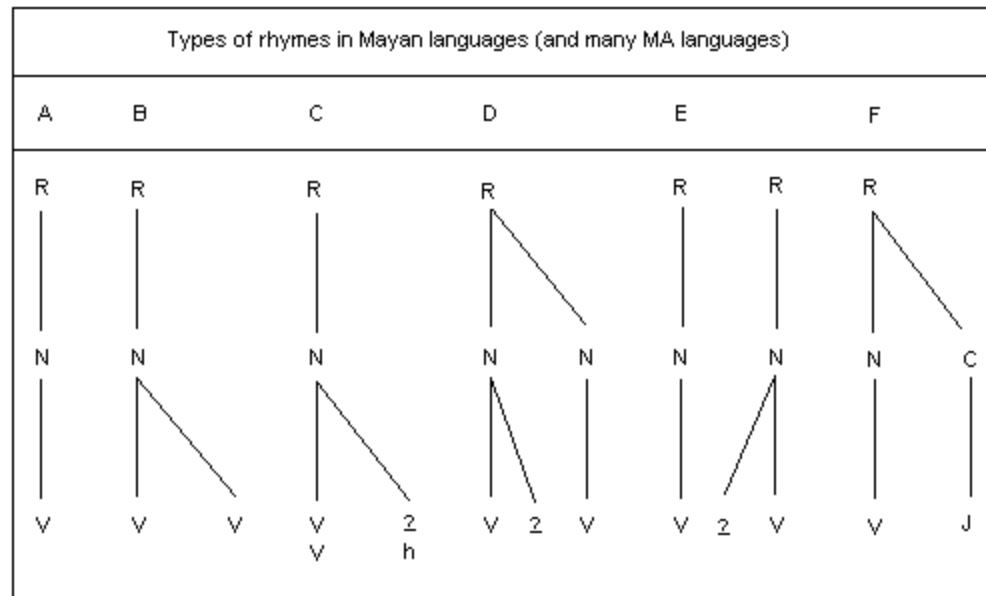 Types of rhymes in Mayan languages (and many MA languages)
A B C D E F
R R R R R R R
N N N N N N N N C
V V V V ? V ? V V ? V V J
V h